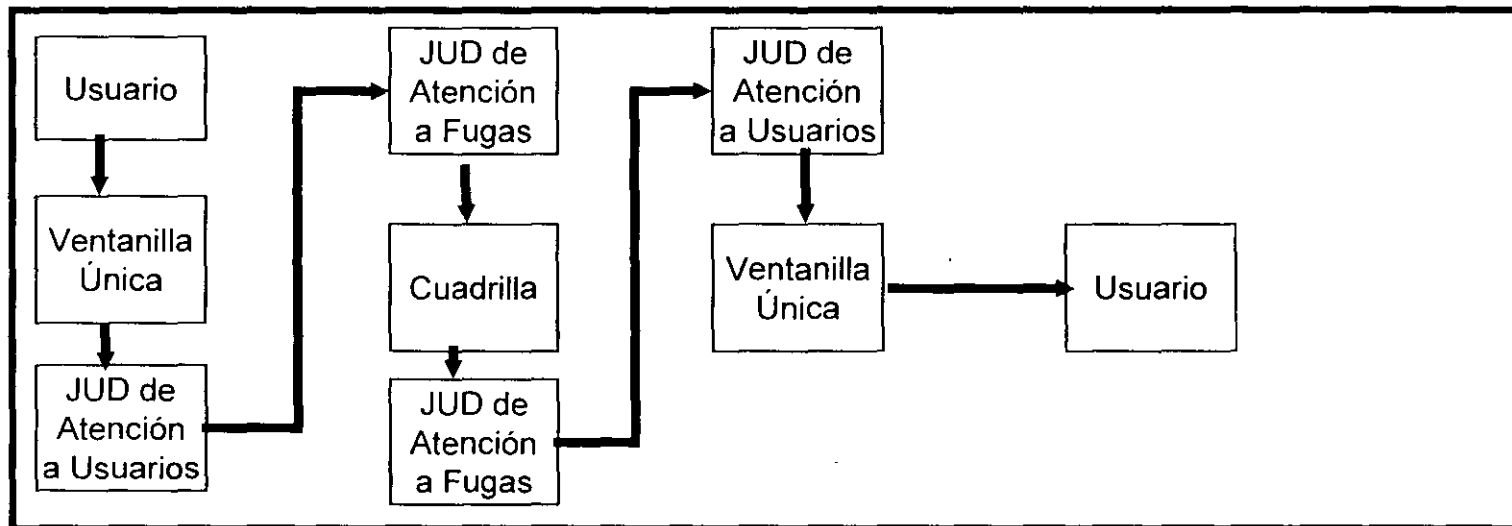 Usuario
Ventanilla
Única
JUD de
Atención
a Usuarios
JUD de
Atención
a Fugas
Cuadrilla
JUD de
Atención
a Fugas
JUD de
Atención
a Usuarios
Ventanilla
Única
Usuario